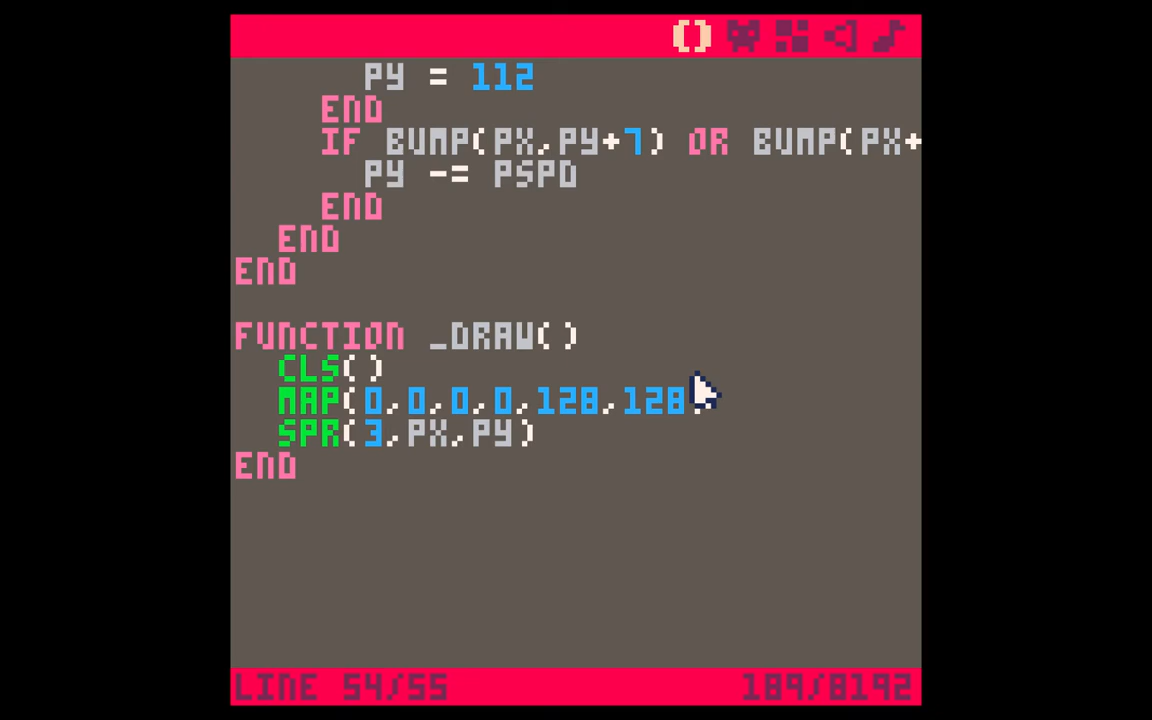 ()
PY = 112
END
IF BUMP(PX,PY+7) OR BUMP(PX+
PY -= PSPD
END
END
END
FUNCTION _DRAW()
CLS()
MAP(0,0,0,0,128,128)
SPR(3,PX,PY)
END
LINE 54/55
189/8192